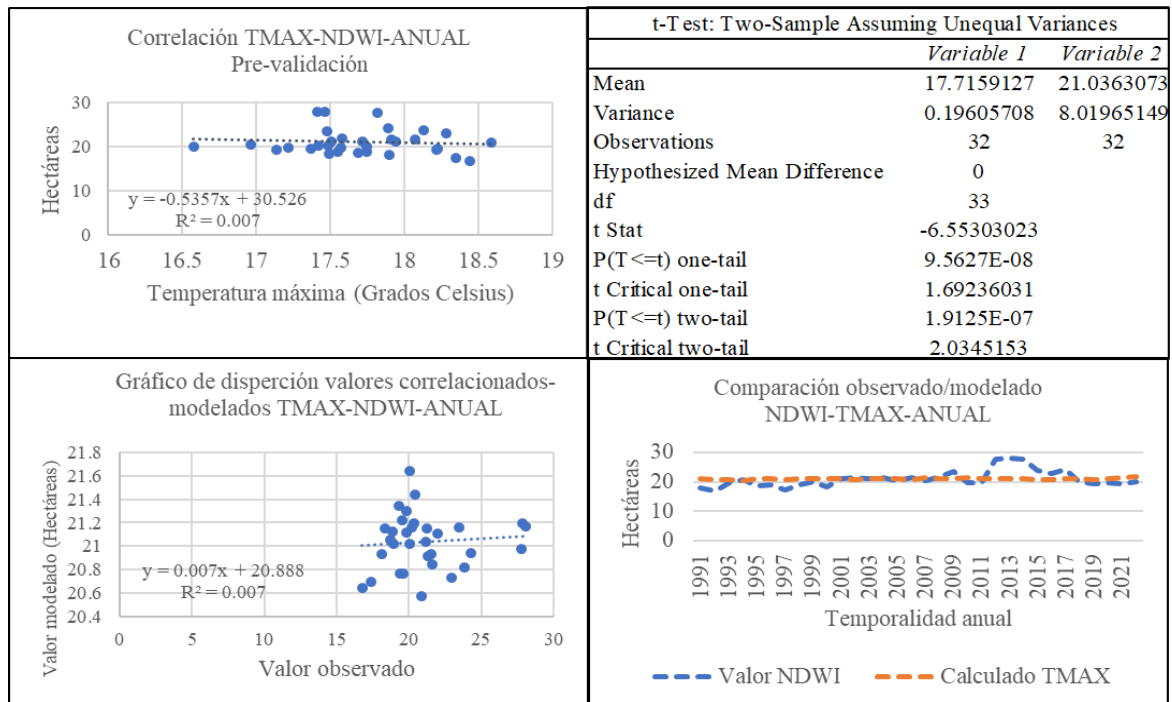 Correlación TMAX-NDWI-ANUAL
Pre-validación
30
20
10
0
Hectáreas
y = -0.5357x + 30.526
R² = 0.007
16 16.5 17 17.5 18 18.5 19
Temperatura máxima (Grados Celsius)
t-Test: Two-Sample Assuming Unequal Variances
Variable 1 Variable 2
Mean 17.7159127 21.0363073
Variance 0.19605708 8.01965149
Observations 32 32
Hypothesized Mean Difference 0
df 33
t Stat -6.55303023
P(T<=t) one-tail 9.5627E-08
t Critical one-tail 1.69236031
P(T<=t) two-tail 1.9125E-07
t Critical two-tail 2.0345153
Gráfico de disperción valores correlacionados-
modelados TMAX-NDWI-ANUAL
Valor modelado (Hectáreas)
21.8
21.6
21.4
21.2
21
20.8
20.6
20.4
y = 0.007x + 20.888
R² = 0.007
0 5 10 15 20 25 30
Valor observado
Comparación observado/modelado
NDWI-TMAX-ANUAL
Hectáreas
30
20
10
0
1991 1993 1995 1997 1999 2001 2003 2005 2007 2009 2011 2013 2015 2017 2019 2021
Temporalidad anual
Valor NDWI Calculado TMAX